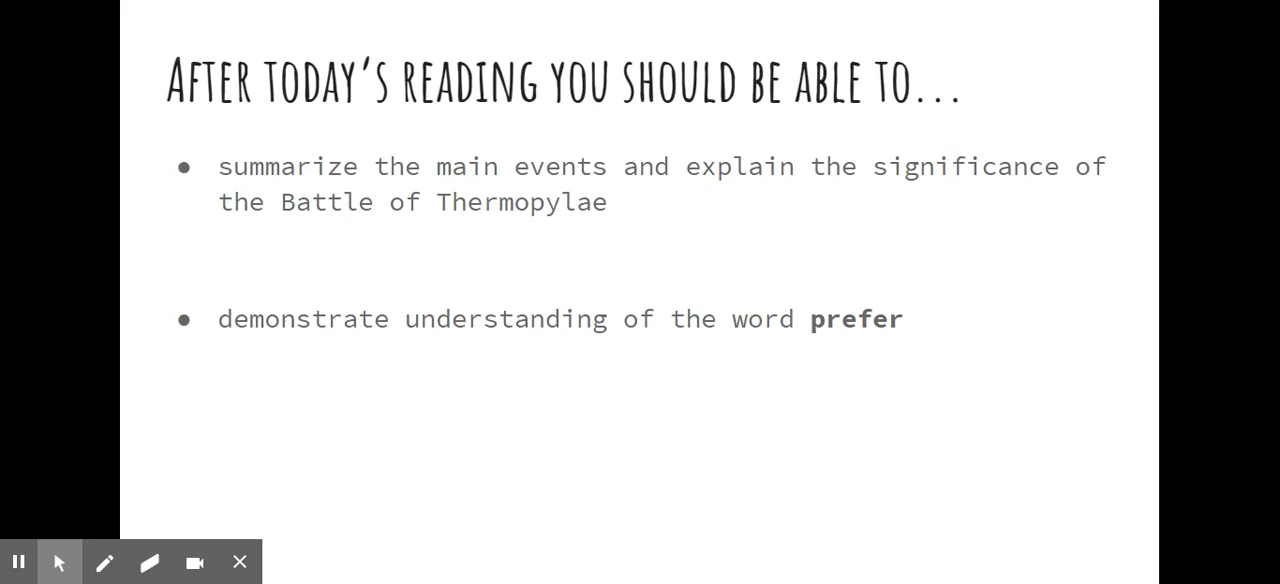 AFTER TODAY'S READING YOU SHOULD BE ABLE TO...
● summarize the main events and explain the significance of
the Battle of Thermopylae
● demonstrate understanding of the word prefer